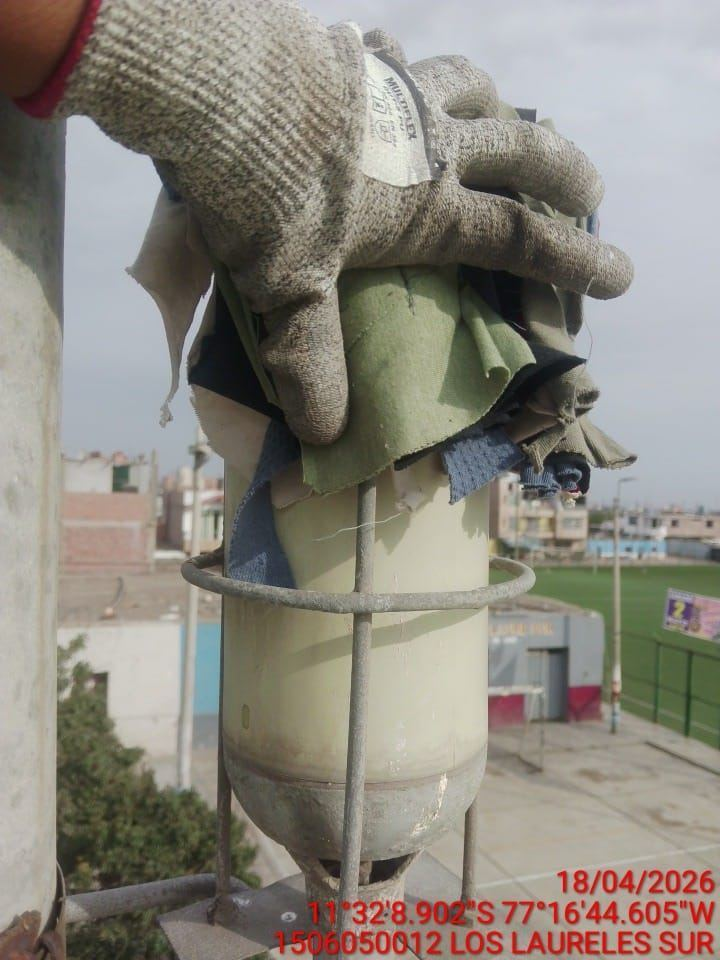 MULTIFLEX
18/04/2026
11°32'8.902"S 77°16'44.605"W
1506050012 LOS LAURELES SUR